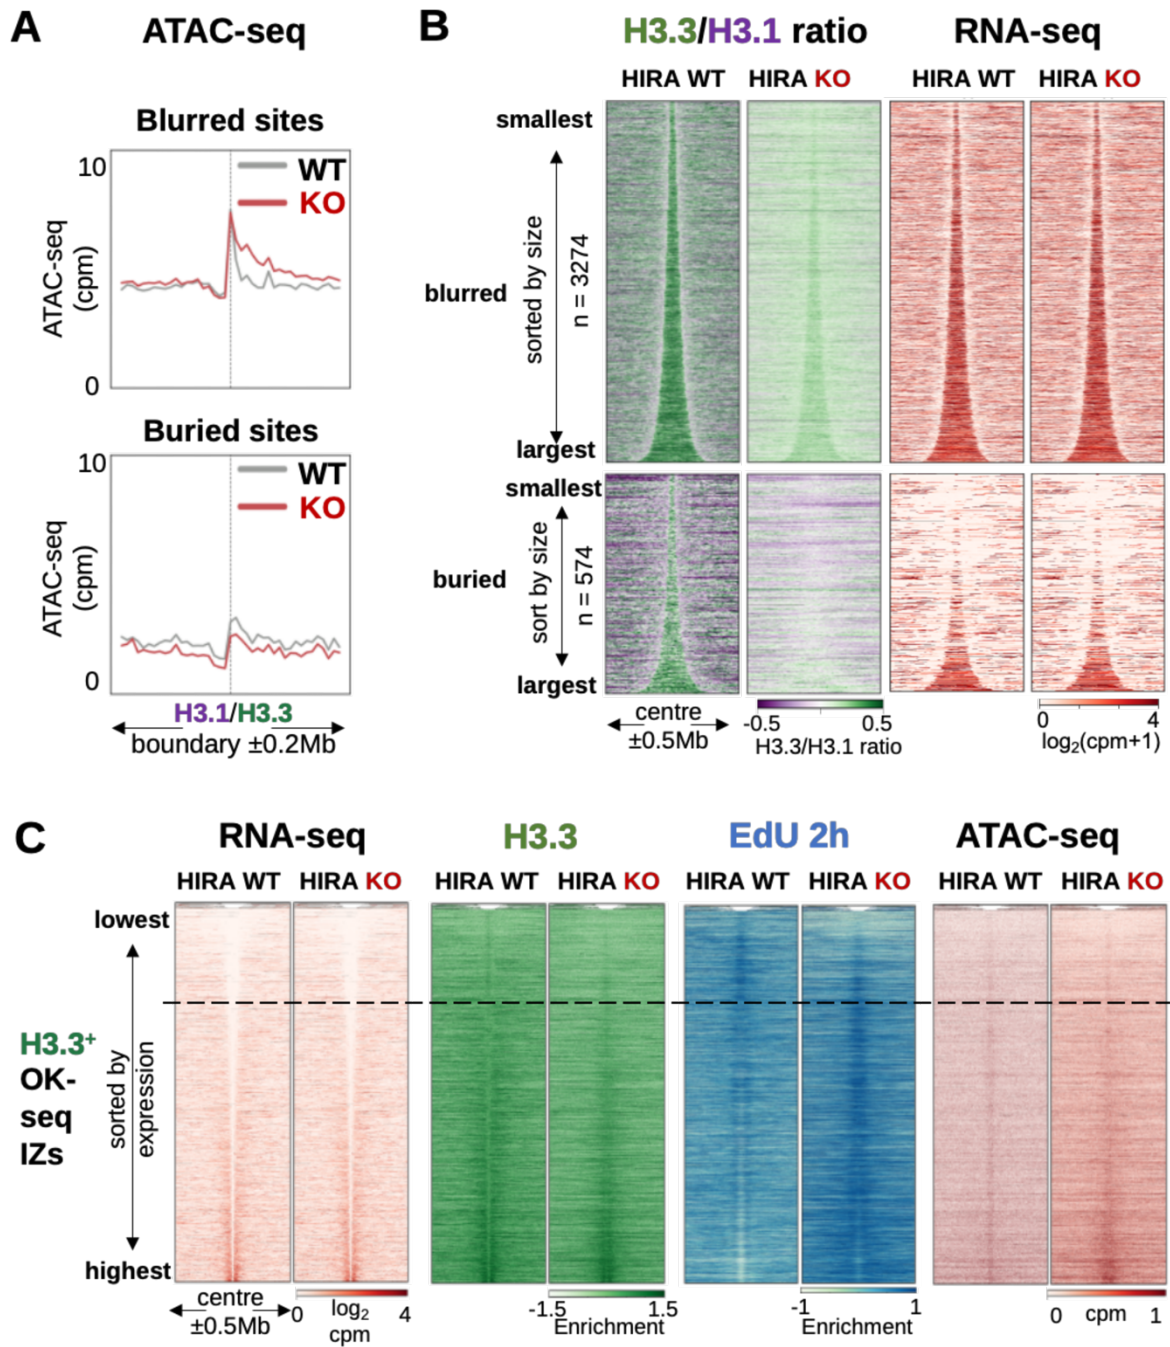 A
ATAC-seq
Blurred sites
10
WT
KO
ATAC-seq
(cpm)
0
Buried sites
10
WT
KO
ATAC-seq
(cpm)
0
H3.1/H3.3
boundary ±0.2Mb
B
H3.3/H3.1 ratio
RNA-seq
HIRA WT
HIRA KO
HIRA WT
HIRA KO
smallest
sorted by size
n = 3274
blurred
largest
smallest
sort by size
n = 574
buried
largest
centre
±0.5Mb
-0.5
0.5
H3.3/H3.1 ratio
0
4
log2(cpm+1)
C
RNA-seq
H3.3
EdU 2h
ATAC-seq
HIRA WT
HIRA KO
HIRA WT
HIRA KO
HIRA WT
HIRA KO
HIRA WT
HIRA KO
lowest
H3.3+
OK-
seq
IZs
sorted by
expression
highest
centre
±0.5Mb
0
log2
cpm
4
-1.5
1.5
Enrichment
-1
1
Enrichment
0
cpm
1